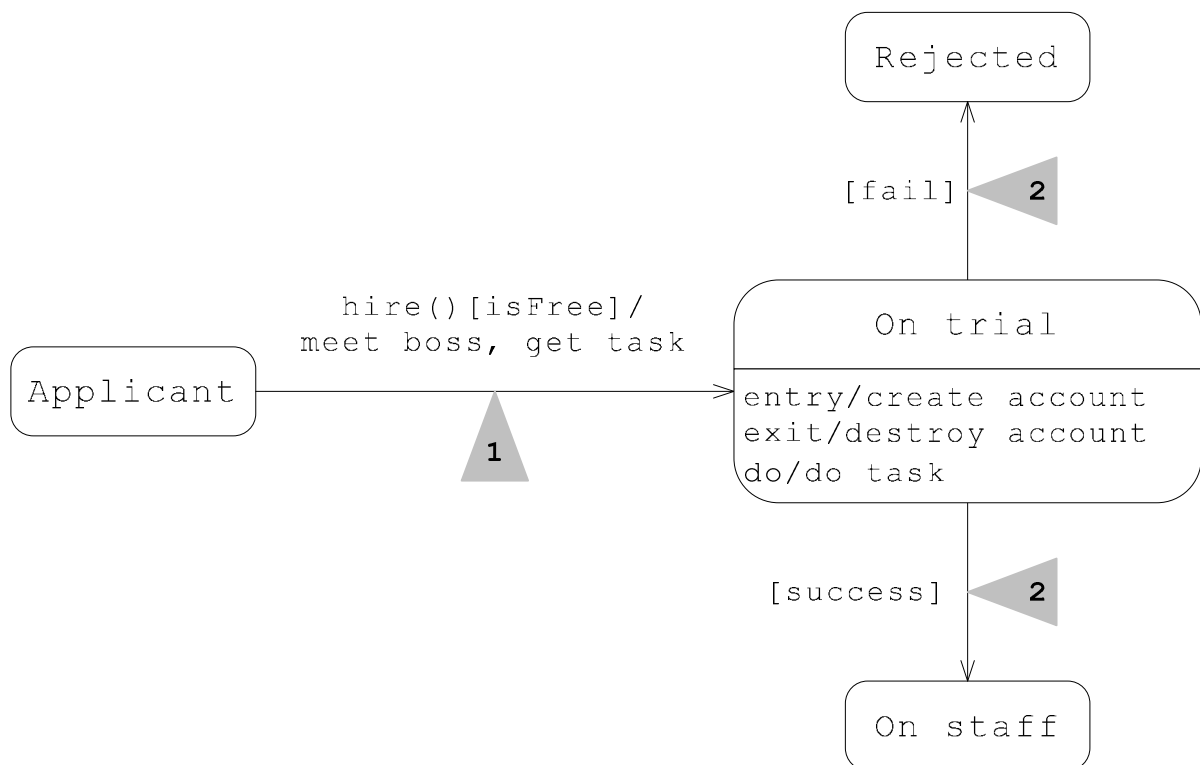 Rejected
[fail]
2
hire()[isFree]/
meet boss, get task
On trial
Applicant
entry/create account
exit/destroy account
do/do task
1
[success]
2
On staff